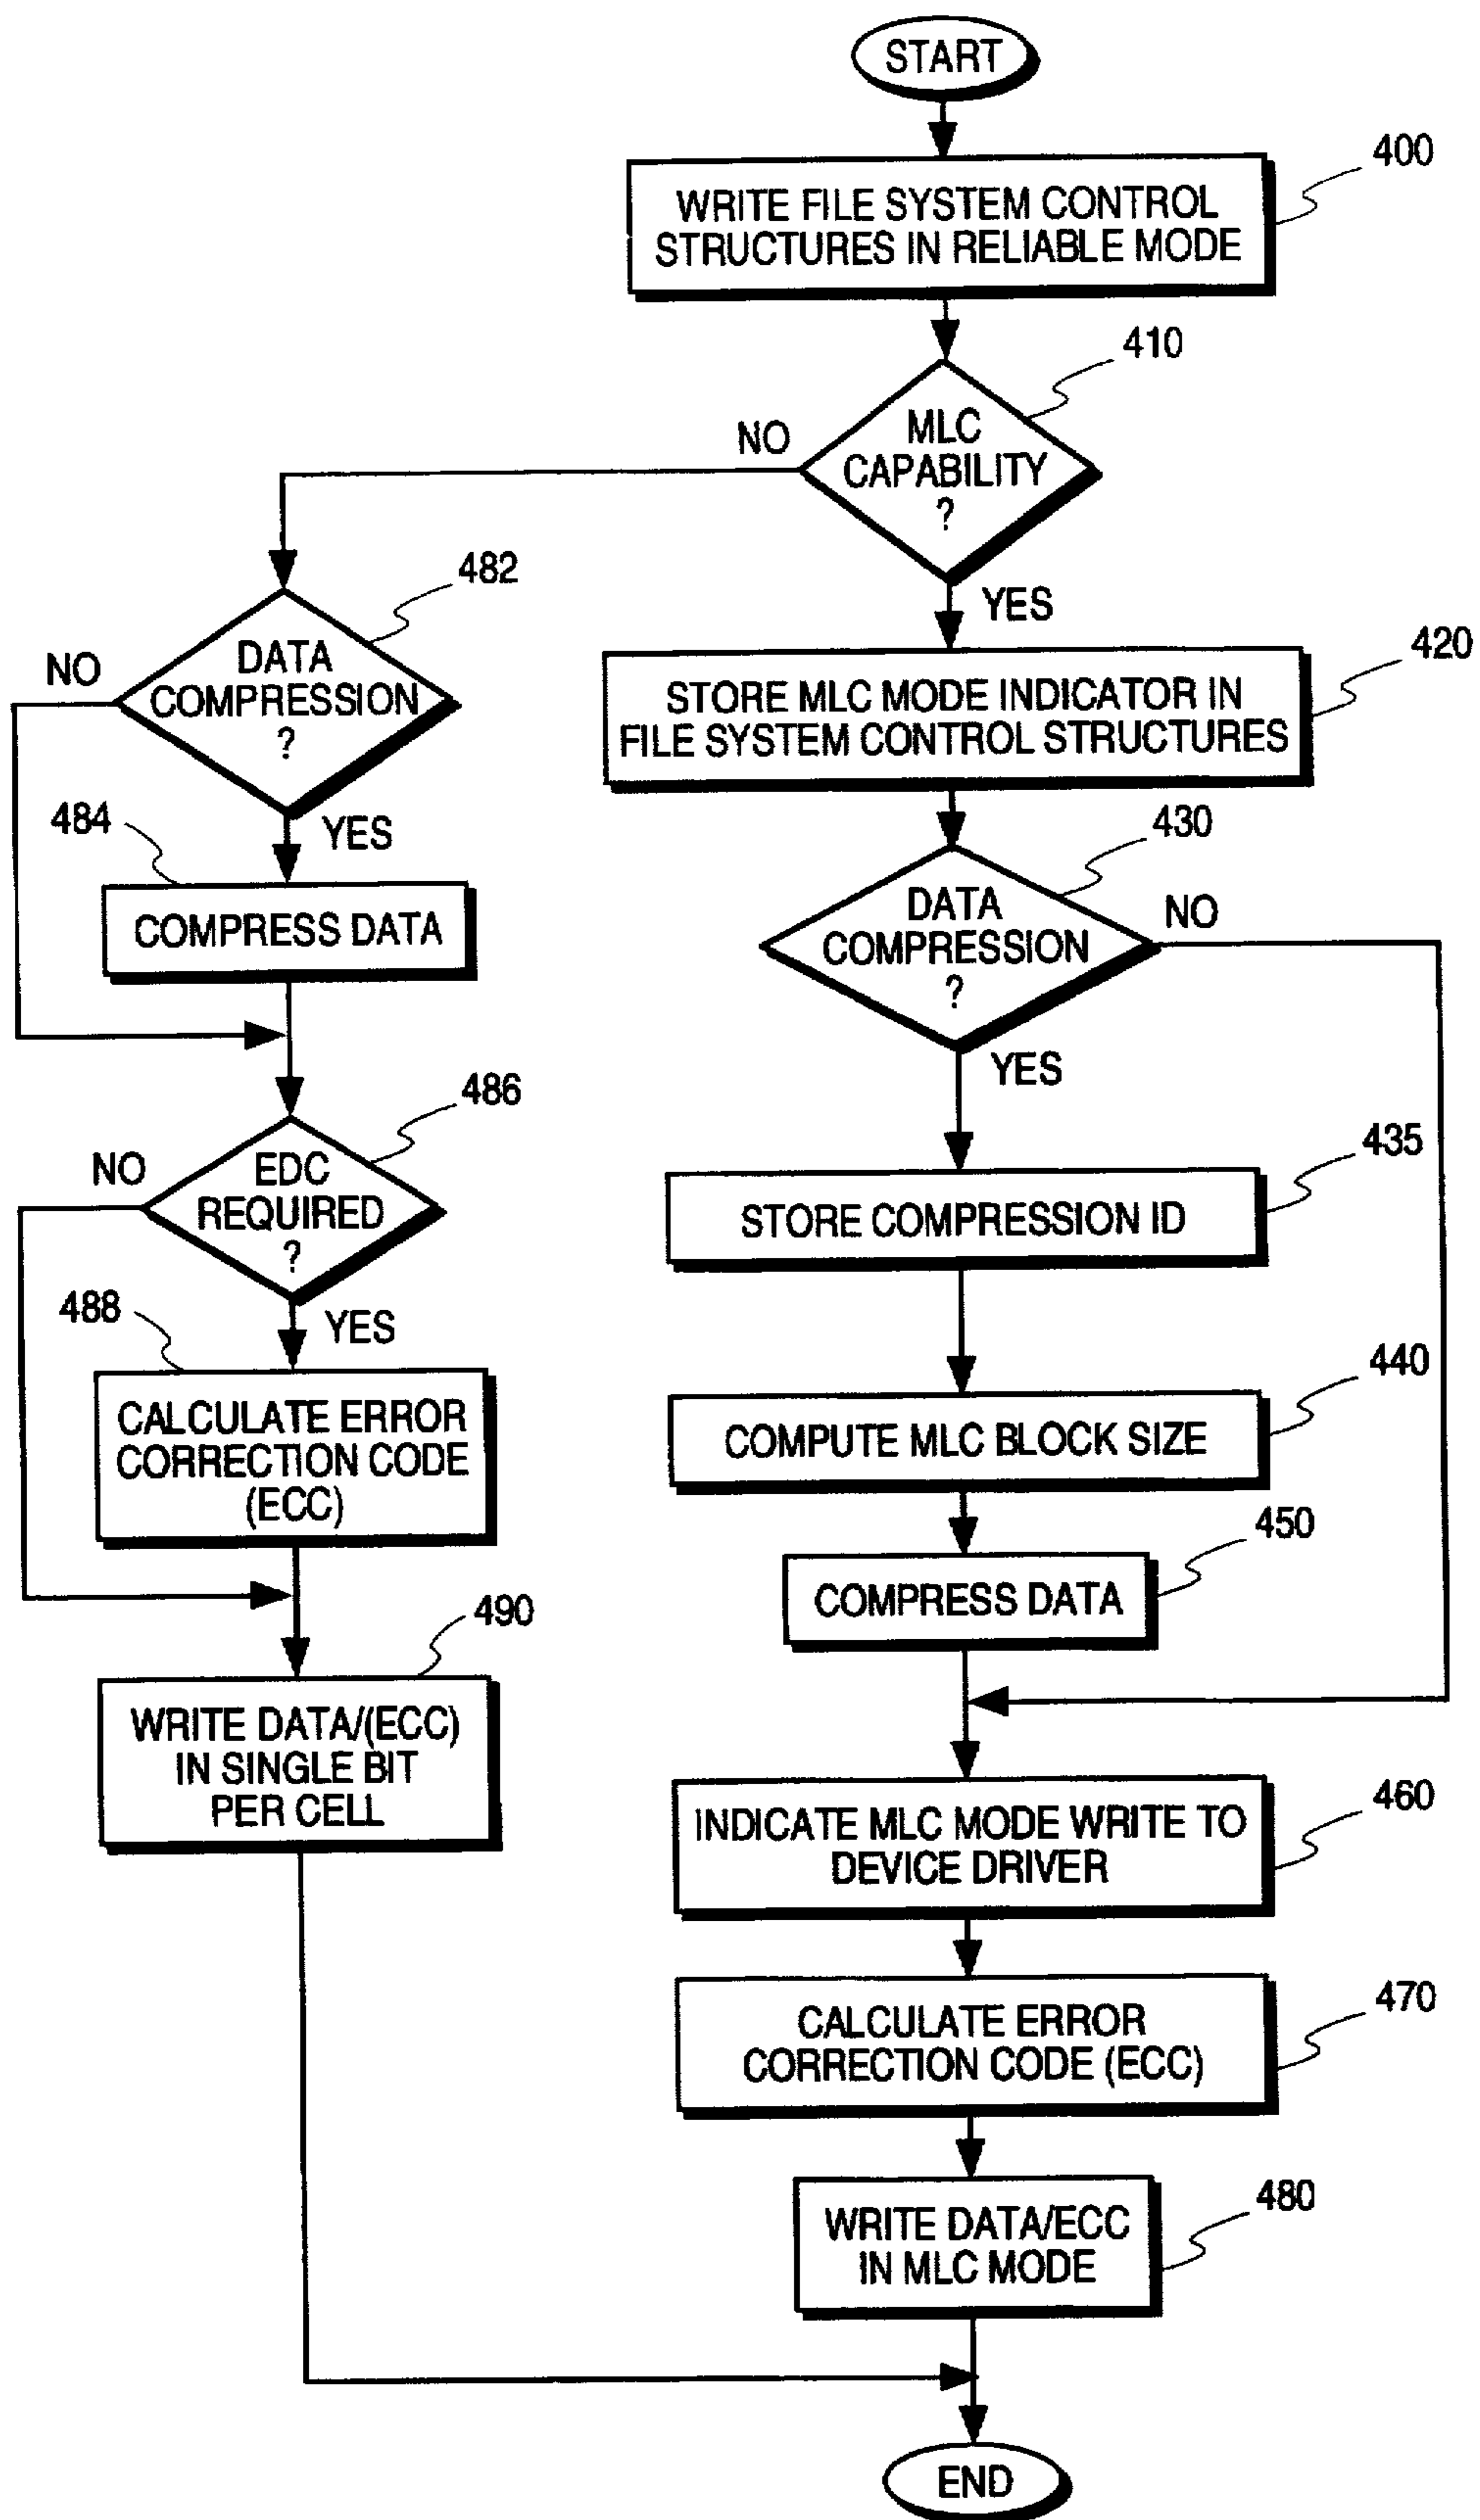 START
400
WRITE FILE SYSTEM CONTROL
STRUCTURES IN RELIABLE MODE
410
MLC
CAPABILITY
?
NO
YES
482
DATA
COMPRESSION
?
NO
YES
484
COMPRESS DATA
486
EDC
REQUIRED
?
NO
YES
488
CALCULATE ERROR
CORRECTION CODE
(ECC)
490
WRITE DATA/(ECC)
IN SINGLE BIT
PER CELL
420
STORE MLC MODE INDICATOR IN
FILE SYSTEM CONTROL STRUCTURES
430
DATA
COMPRESSION
?
NO
YES
435
STORE COMPRESSION ID
440
COMPUTE MLC BLOCK SIZE
450
COMPRESS DATA
460
INDICATE MLC MODE WRITE TO
DEVICE DRIVER
470
CALCULATE ERROR
CORRECTION CODE (ECC)
480
WRITE DATA/ECC
IN MLC MODE
END